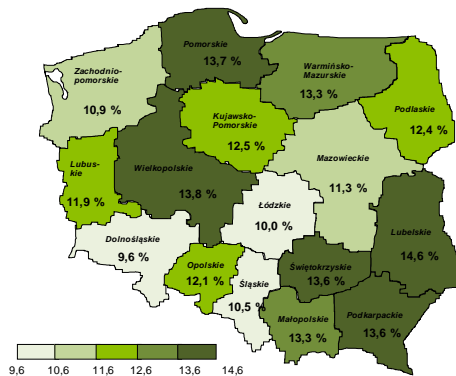 Pomorskie
13,7 %
Zachodnio-
pomorskie
10,9 %
Warmińsko-
Mazurskie
13,3 %
Podlaskie
12,4 %
Kujawsko-
Pomorskie
12,5 %
Lubus-
kie
11,9 %
Wielkopolskie
13,8 %
Mazowieckie
11,3 %
Łódzkie
10,0 %
Dolnośląskie
9,6 %
Lubelskie
14,6 %
Opolskie
12,1 %
Śląskie
10,5 %
Świętokrzyskie
13,6 %
Małopolskie
13,3 %
Podkarpackie
13,6 %
9,6 10,6 11,6 12,6 13,6 14,6